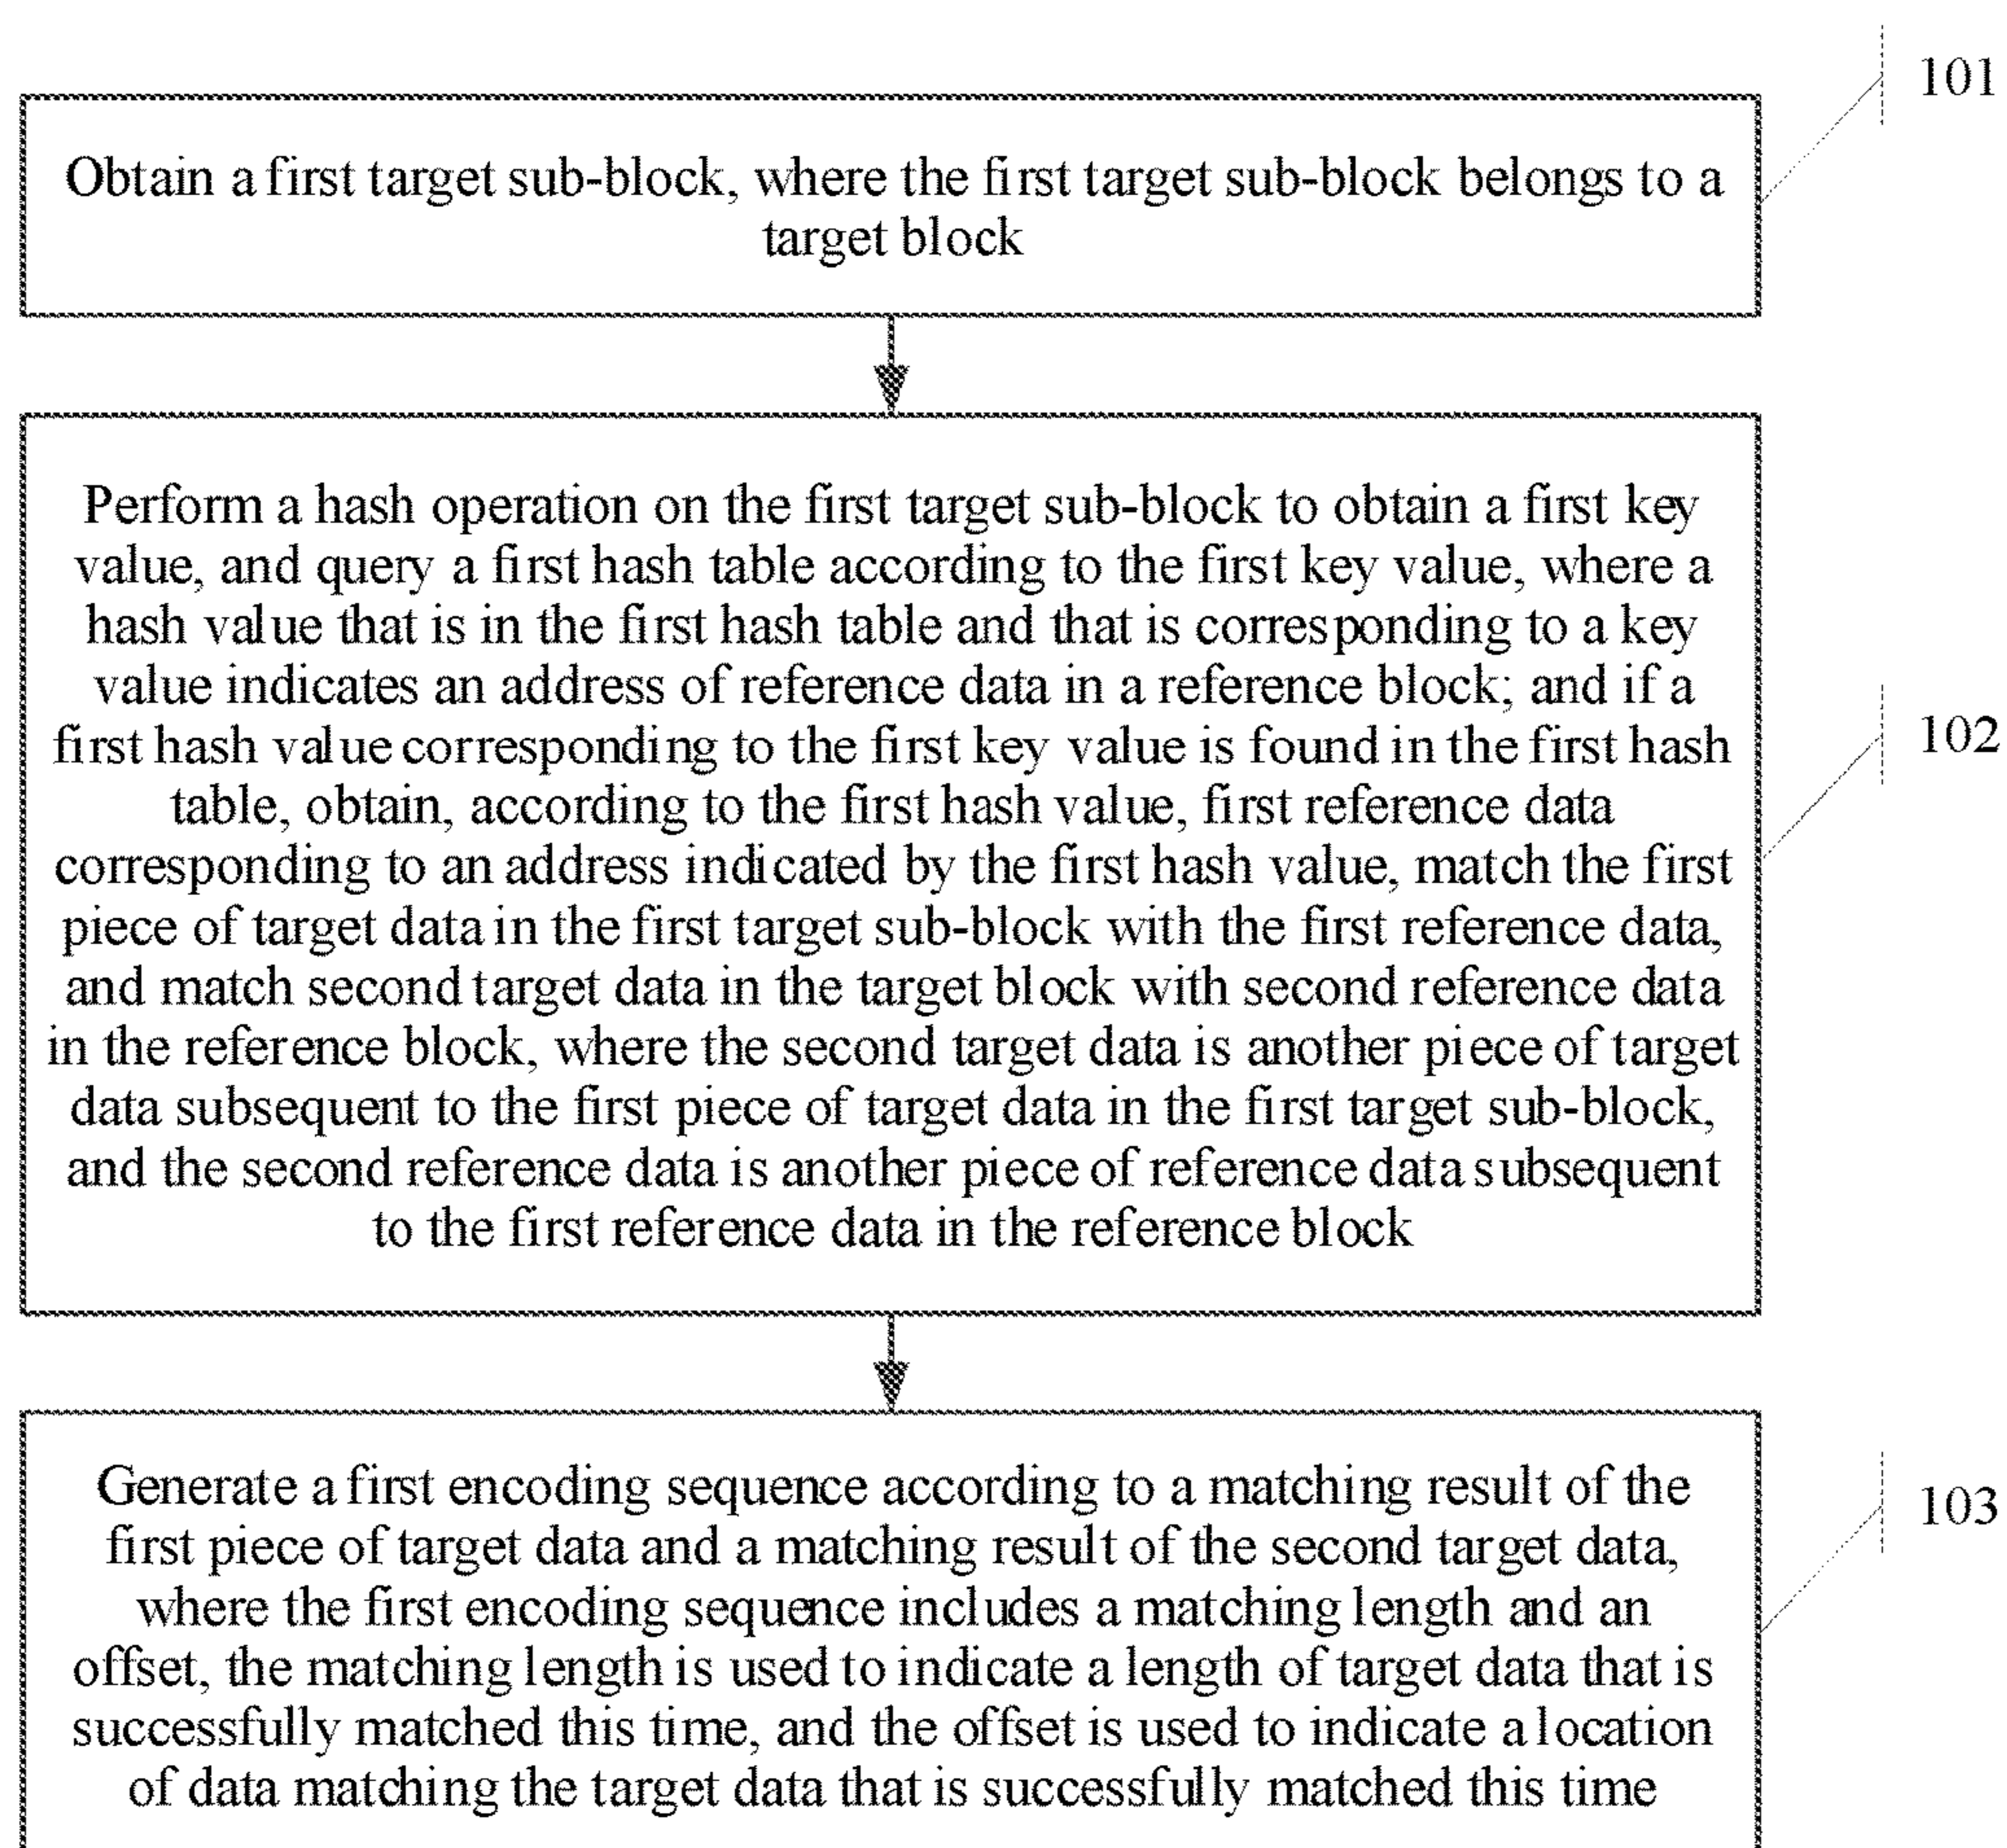 101
Obtain a first target sub-block, where the first target sub-block belongs to a
target block
Perform a hash operation on the first target sub-block to obtain a first key
value, and query a first hash table according to the first key value, where a
hash value that is in the first hash table and that is corresponding to a key
value indicates an address of reference data in a reference block; and if a
first hash value corresponding to the first key value is found in the first hash
102
table, obtain, according to the first hash value, first reference data
corresponding to an address indicated by the first hash value, match the first
piece of target data in the first target sub-block with the first reference data,
and match second target data in the target block with second reference data
in the reference block, where the second target data is another piece of target
data subsequent to the first piece of target data in the first target sub-block,
and the second reference data is another piece of reference data subsequent
to the first reference data in the reference block
Generate a first encoding sequence according to a matching result of the
103
first piece of target data and a matching result of the second target data,
where the first encoding sequence includes a matching length and an
offset, the matching length is used to indicate a length of target data that is
successfully matched this time, and the offset is used to indicate a location
of data matching the target data that is successfully matched this time